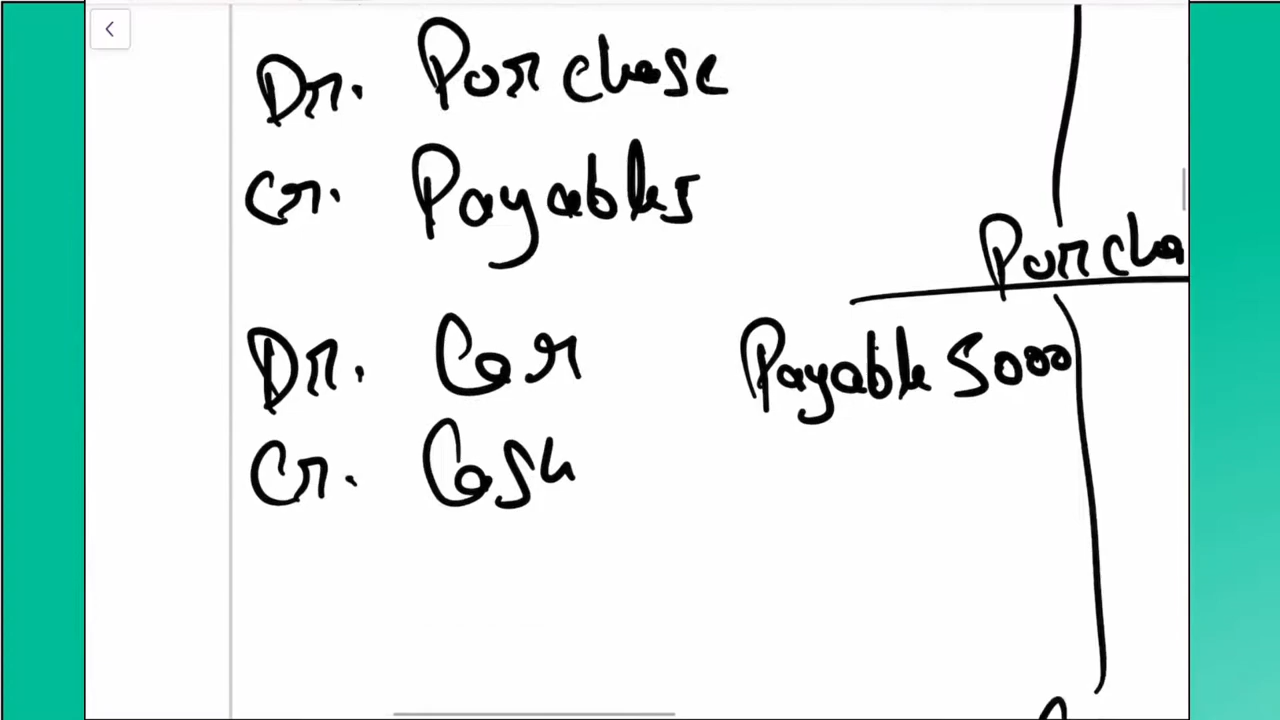 Dr. Purchase
Cr. Payables
Purcha
Dr. Car
Payable 5000
Cr. Cash